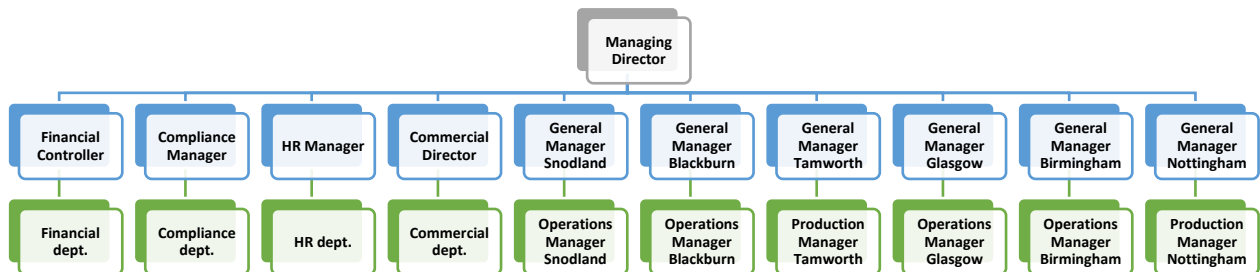 Managing
Director
Financial
Controller
Compliance
Manager
HR Manager
Commercial
Director
General
Manager
Snodland
General
Manager
Blackburn
General
Manager
Tamworth
General
Manager
Glasgow
General
Manager
Birmingham
General
Manager
Nottingham
Financial
dept.
Compliance
dept.
HR dept.
Commercial
dept.
Operations
Manager
Snodland
Operations
Manager
Blackburn
Production
Manager
Tamworth
Operations
Manager
Glasgow
Operations
Manager
Birmingham
Production
Manager
Nottingham